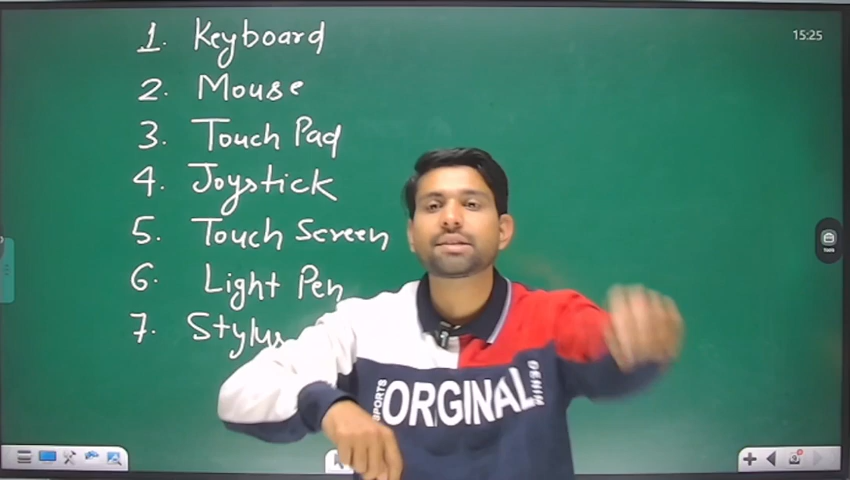 1. Keyboard
15:25
2. Mouse
3. Touch Pad
4. Joystick
5. Touch Screen
6. Light Pen
7. Stylus
SPORTS
ORGINAL
DENIM
Tools